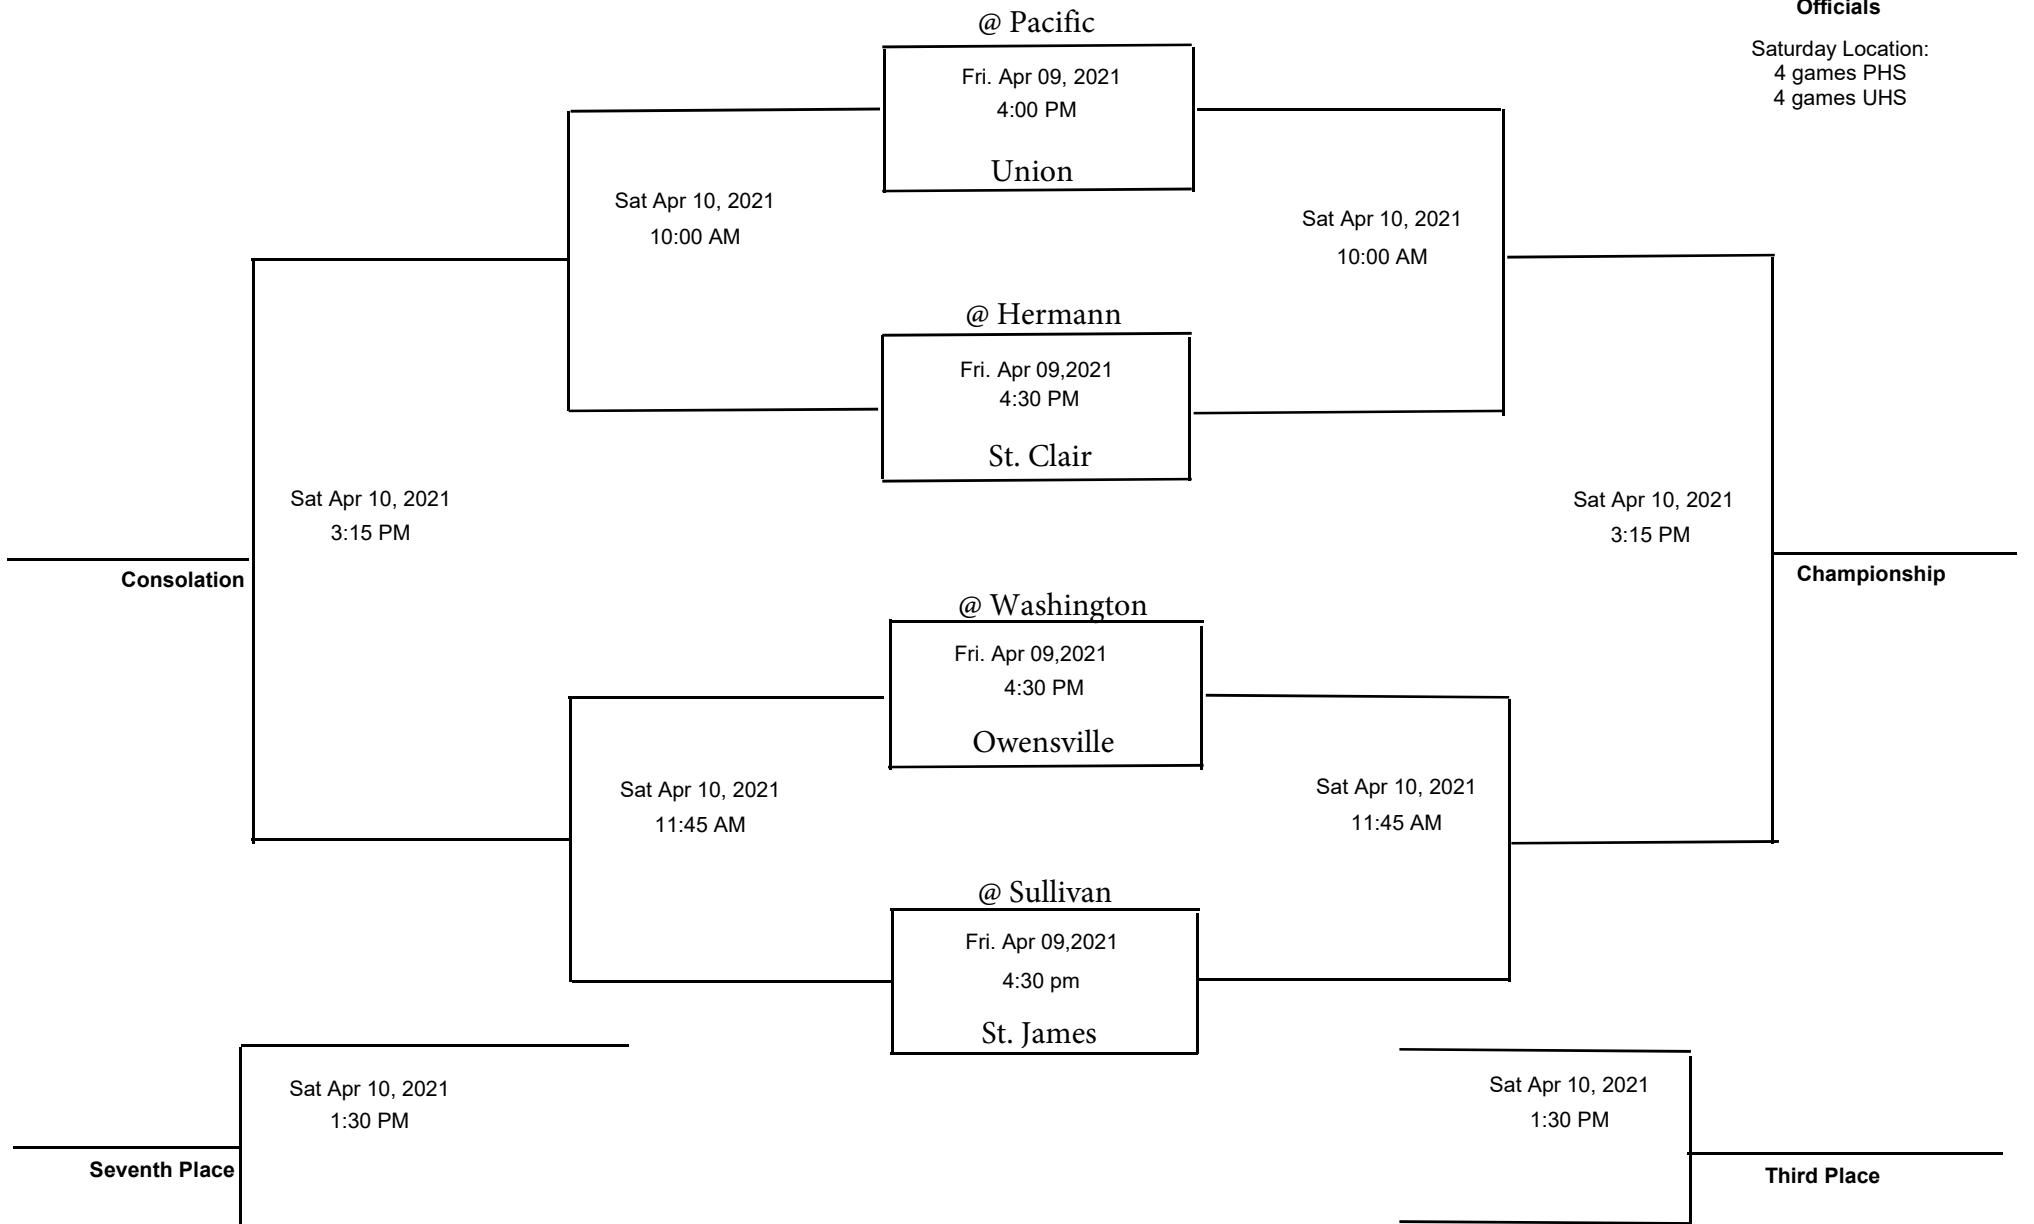 Officials
Saturday Location:
4 games PHS
4 games UHS
@ Pacific
Fri. Apr 09, 2021
4:00 PM
Union
Sat Apr 10, 2021
10:00 AM
Sat Apr 10, 2021
10:00 AM
@ Hermann
Fri. Apr 09,2021
4:30 PM
St. Clair
Sat Apr 10, 2021
3:15 PM
Consolation
Sat Apr 10, 2021
3:15 PM
Championship
@ Washington
Fri. Apr 09,2021
4:30 PM
Owensville
Sat Apr 10, 2021
11:45 AM
Sat Apr 10, 2021
11:45 AM
@ Sullivan
Fri. Apr 09,2021
4:30 pm
St. James
Sat Apr 10, 2021
1:30 PM
Seventh Place
Sat Apr 10, 2021
1:30 PM
Third Place